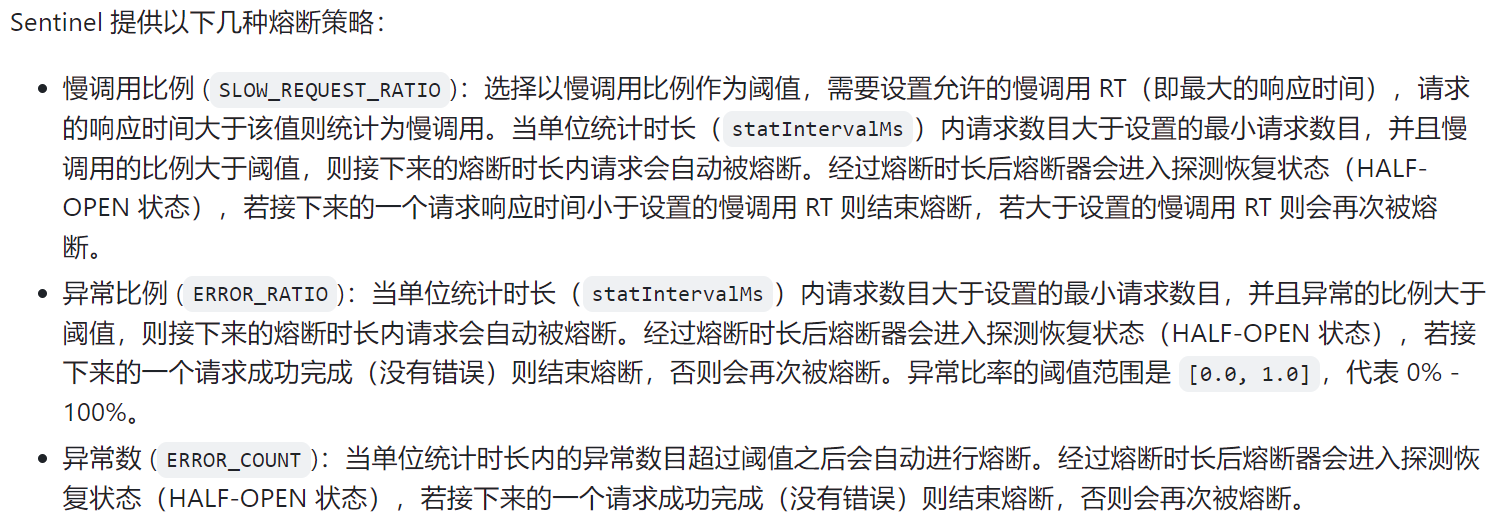 Sentinel 提供以下几种熔断策略：
• 慢调用比例 (SLOW_REQUEST_RATIO)：选择以慢调用比例作为阈值，需要设置允许的慢调用 RT（即最大的响应时间），请求
的响应时间大于该值则统计为慢调用。当单位统计时长（statIntervalMs）内请求数目大于设置的最小请求数目，并且慢
调用的比例大于阈值，则接下来的熔断时长内请求会自动被熔断。经过熔断时长后熔断器会进入探测恢复状态（HALF-
OPEN 状态），若接下来的一个请求响应时间小于设置的慢调用 RT 则结束熔断，若大于设置的慢调用 RT 则会再次被熔
断。
• 异常比例 (ERROR_RATIO)：当单位统计时长（statIntervalMs）内请求数目大于设置的最小请求数目，并且异常的比例大于
阈值，则接下来的熔断时长内请求会自动被熔断。经过熔断时长后熔断器会进入探测恢复状态（HALF-OPEN 状态），若接
下来的一个请求成功完成（没有错误）则结束熔断，否则会再次被熔断。异常比率的阈值范围是 [0.0, 1.0]，代表 0% -
100%。
• 异常数 (ERROR_COUNT)：当单位统计时长内的异常数目超过阈值之后会自动进行熔断。经过熔断时长后熔断器会进入探测恢
复状态（HALF-OPEN 状态），若接下来的一个请求成功完成（没有错误）则结束熔断，否则会再次被熔断。